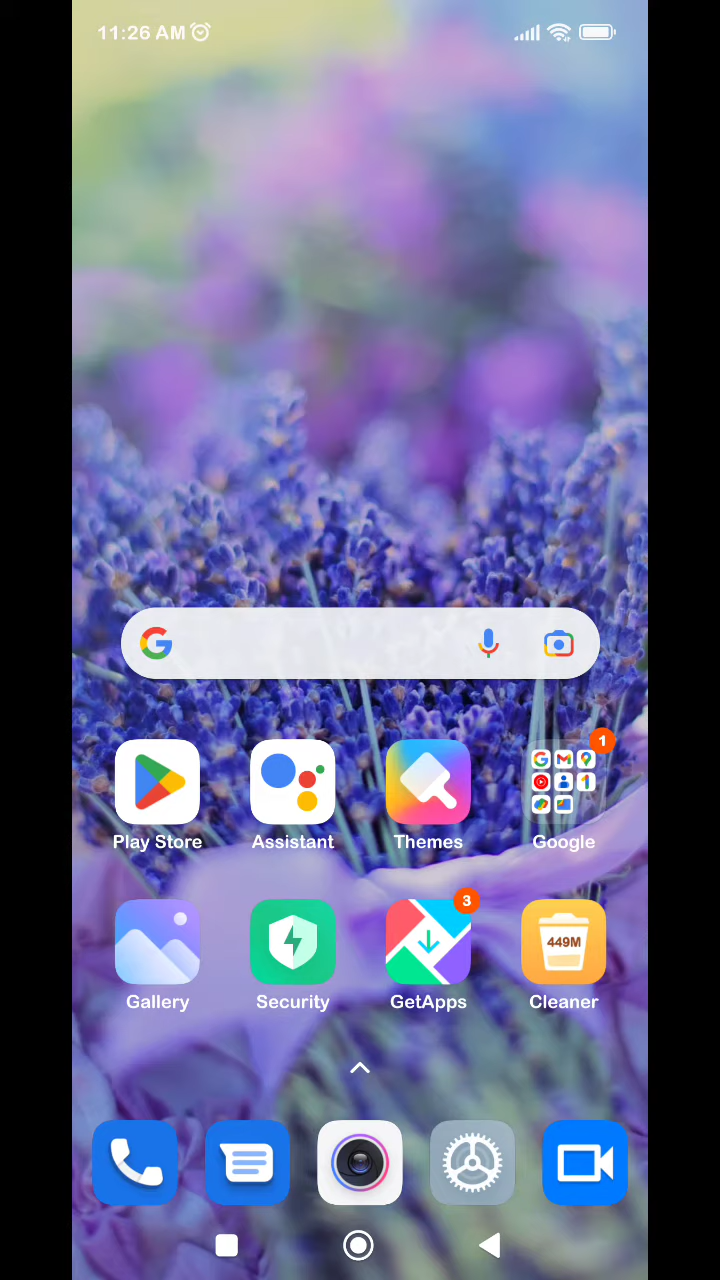 11:26 AM
1
Play Store
Assistant
Themes
Google
3
449M
Gallery
Security
GetApps
Cleaner